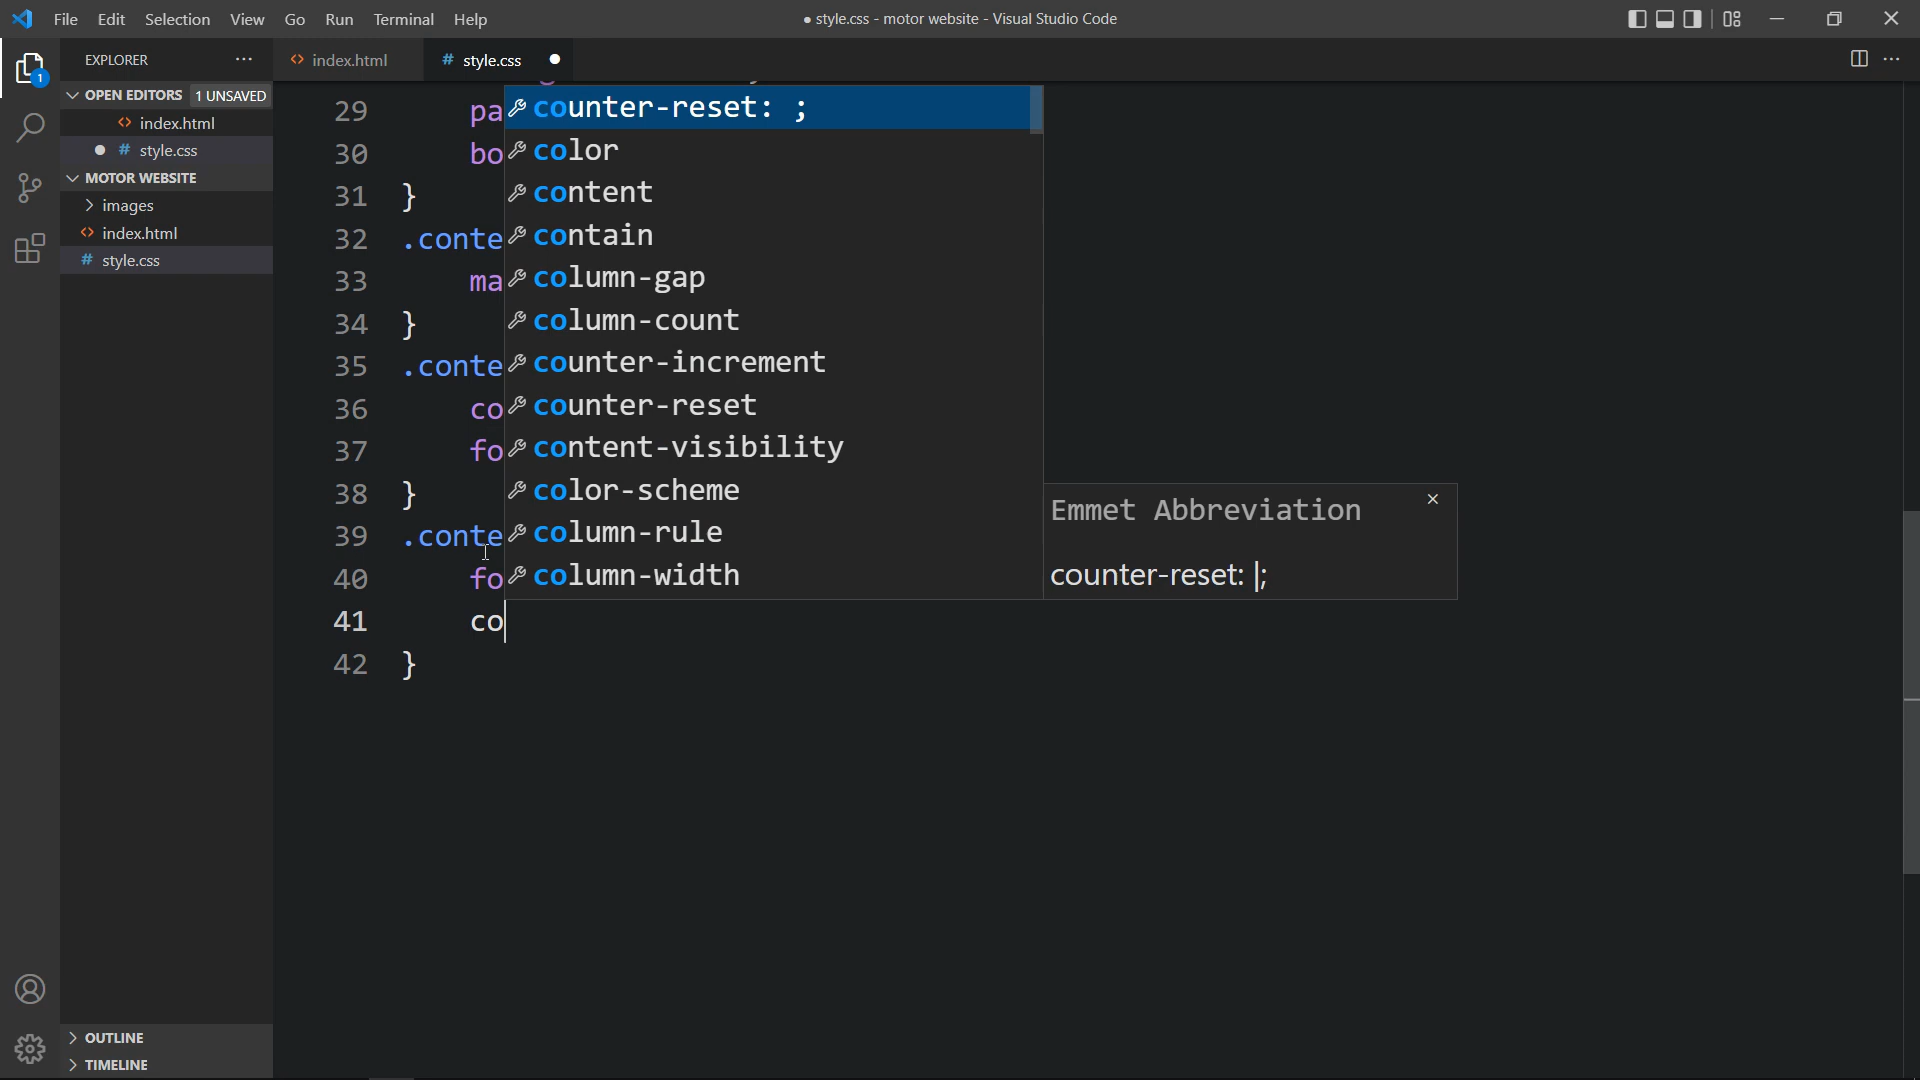 File Edit Selection View Go Run Terminal Help
● style.css - motor website - Visual Studio Code
EXPLORER ···
<> index.html
# style.css ●
1
OPEN EDITORS 1 UNSAVED
<> index.html
● # style.css
MOTOR WEBSITE
> images
<> index.html
# style.css
29 pa
30 bo
31 }
32 .conte
33 ma
34 }
35 .conte
36 co
37 fo
38 }
39 .conte
40 fo
41 co
42 }
counter-reset: ;
color
content
contain
column-gap
column-count
counter-increment
counter-reset
content-visibility
color-scheme
column-rule
column-width
Emmet Abbreviation ×
counter-reset: |;
> OUTLINE
> TIMELINE